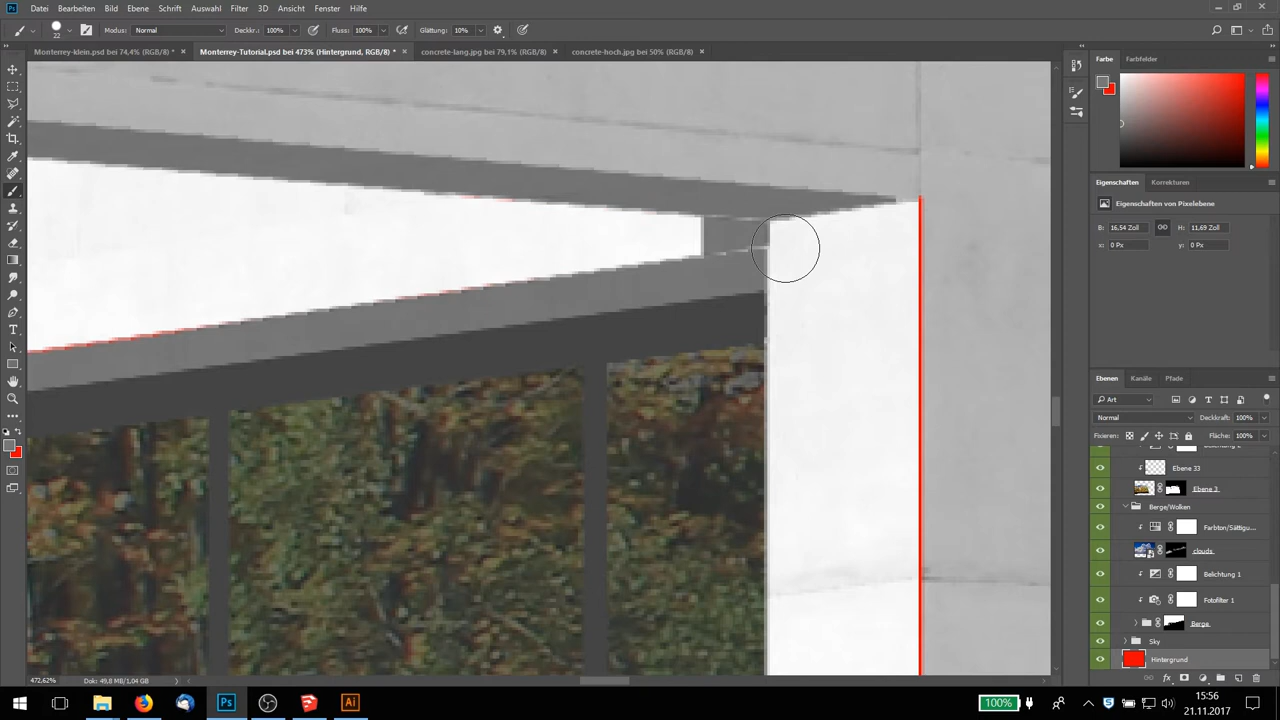 Ps Datei Bearbeiten Bild Ebene Schrift Auswahl Filter 3D Ansicht Fenster Hilfe
22 Modus: Normal Deckkr.: 100% Fluss: 100% Glättung: 10%
Monterrey-klein.psd bei 74,4% (RGB/8) * × Monterrey-Tutorial.psd bei 473% (Hintergrund, RGB/8) * × concrete-lang.jpg bei 79,1% (RGB/8) × concrete-hoch.jpg bei 50% (RGB/8) ×
Farbe Farbfelder
Eigenschaften Korrekturen
Eigenschaften von Pixelebene
B: 16,54 Zoll H: 11,69 Zoll
x: 0 Px y: 0 Px
Ebenen Kanäle Pfade
Art
Normal Deckkraft: 100%
Fixieren: Fläche: 100%
Ebene 33
Ebene 3
Berge/Wolken
Farbton/Sättigu...
clouds
Belichtung 1
Fotofilter 1
Berge
Sky
Hintergrund
472,62% Dok: 49,8 MB/1,04 GB
Ps Ai 100% 15:56
21.11.2017